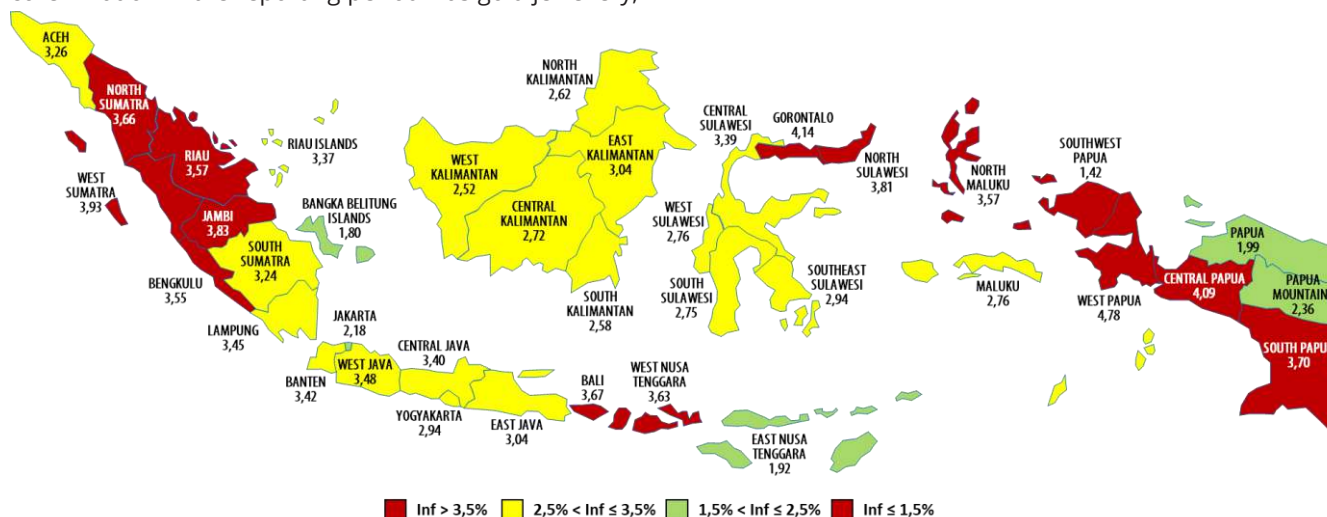 ACEH
3,26
NORTH
SUMATRA
3,66
RIAU
3,57
RIAU ISLANDS
3,37
WEST
SUMATRA
3,93
JAMBI
3,83
BANGKA BELITUNG
ISLANDS
1,80
SOUTH
SUMATRA
3,24
BENGKULU
3,55
LAMPUNG
3,45
JAKARTA
2,18
BANTEN
3,42
WEST JAVA
3,48
CENTRAL JAVA
3,40
YOGYAKARTA
2,94
EAST JAVA
3,04
BALI
3,67
WEST NUSA
TENGGARA
3,63
EAST NUSA
TENGGARA
1,92
NORTH
KALIMANTAN
2,62
WEST
KALIMANTAN
2,52
EAST
KALIMANTAN
3,04
CENTRAL
KALIMANTAN
2,72
SOUTH
KALIMANTAN
2,58
CENTRAL
SULAWESI
3,39
GORONTALO
4,14
NORTH
SULAWESI
3,81
WEST
SULAWESI
2,76
SOUTH
SULAWESI
2,75
SOUTHEAST
SULAWESI
2,94
NORTH
MALUKU
3,57
MALUKU
2,76
SOUTHWEST
PAPUA
1,42
WEST PAPUA
4,78
PAPUA
1,99
CENTRAL PAPUA
4,09
PAPUA
MOUNTAIN
2,36
SOUTH PAPU
3,70
Inf > 3,5%
2,5% < Inf ≤ 3,5%
1,5% < Inf ≤ 2,5%
Inf ≤ 1,5%